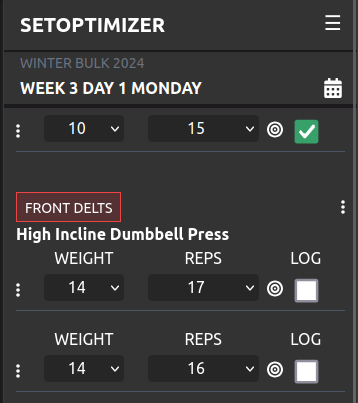 SETOPTIMIZER
WINTER BULK 2024
WEEK 3 DAY 1 MONDAY
10 15
FRONT DELTS
High Incline Dumbbell Press
WEIGHT REPS LOG
14 17
WEIGHT REPS LOG
14 16